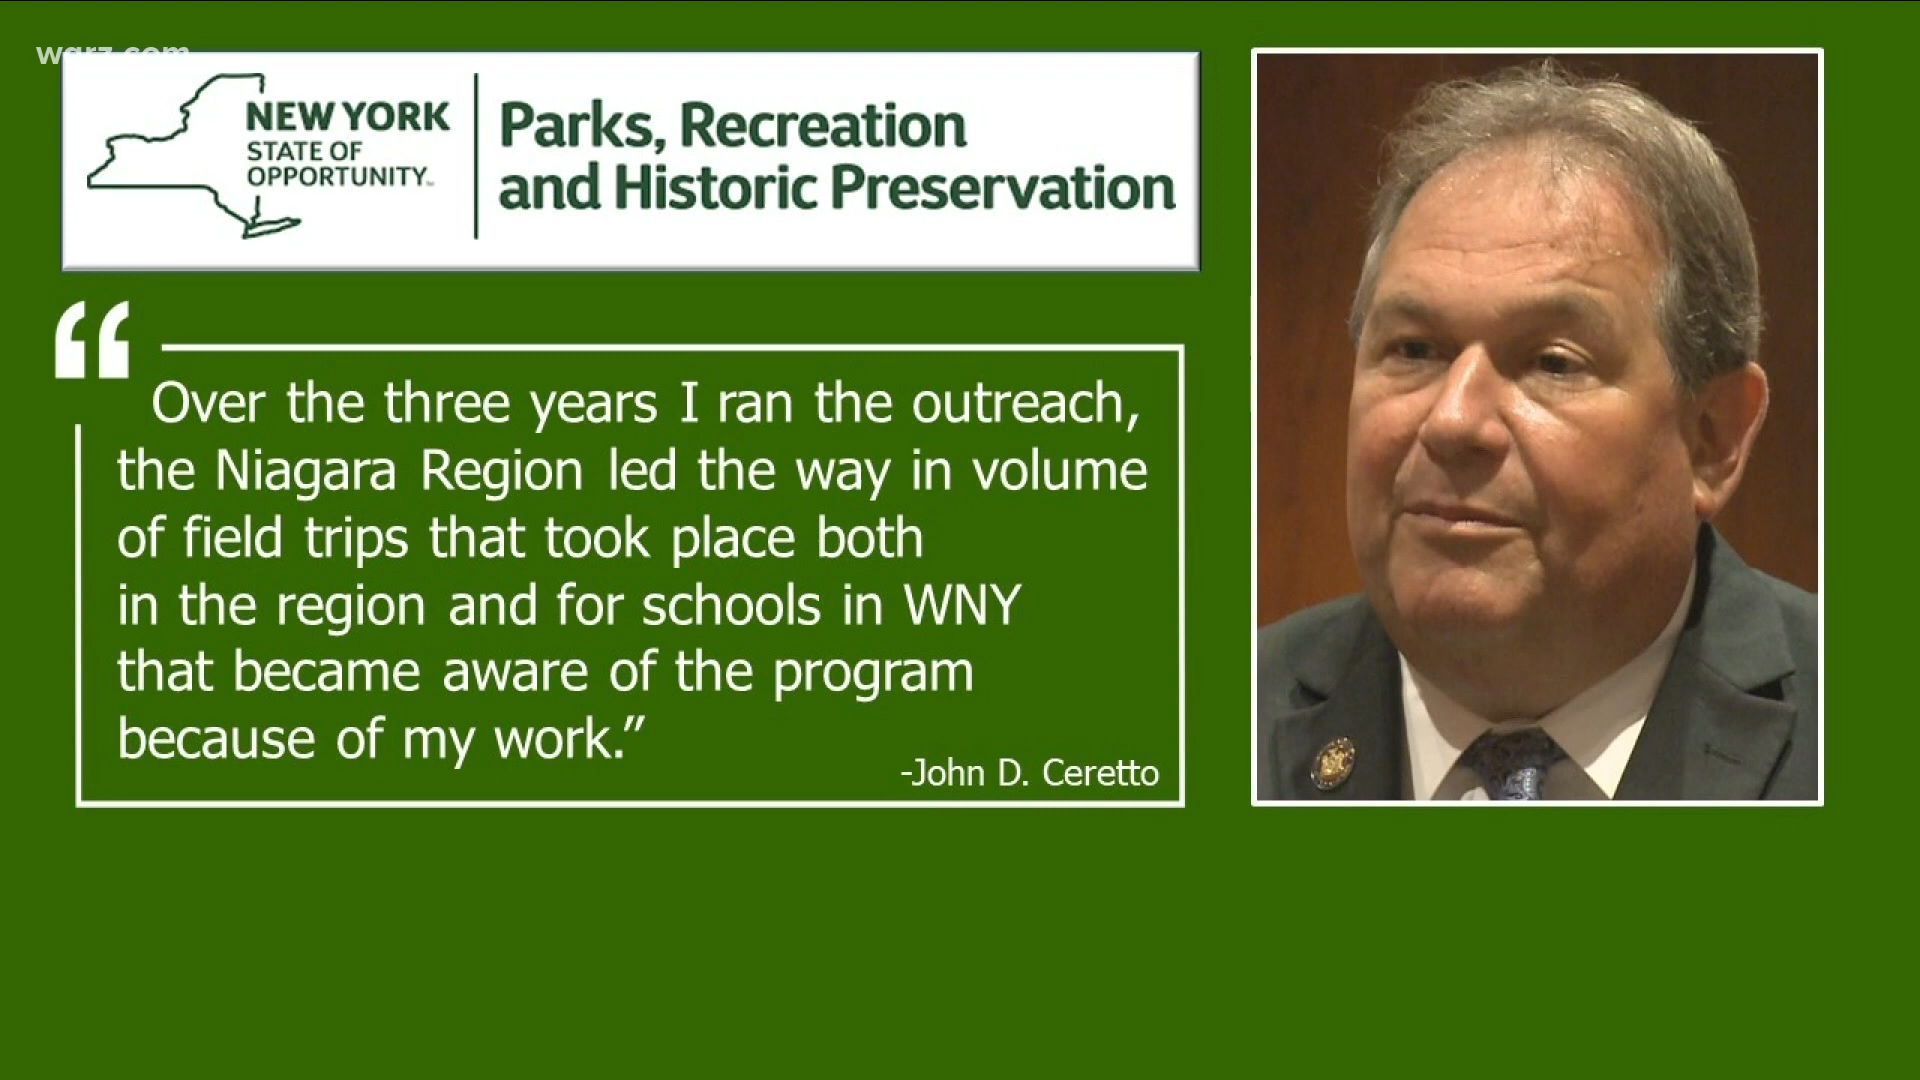 NEW YORK
STATE OF
OPPORTUNITY.
Parks, Recreation
and Historic Preservation
“
Over the three years I ran the outreach,
the Niagara Region led the way in volume
of field trips that took place both
in the region and for schools in WNY
that became aware of the program
because of my work.”
-John D. Ceretto